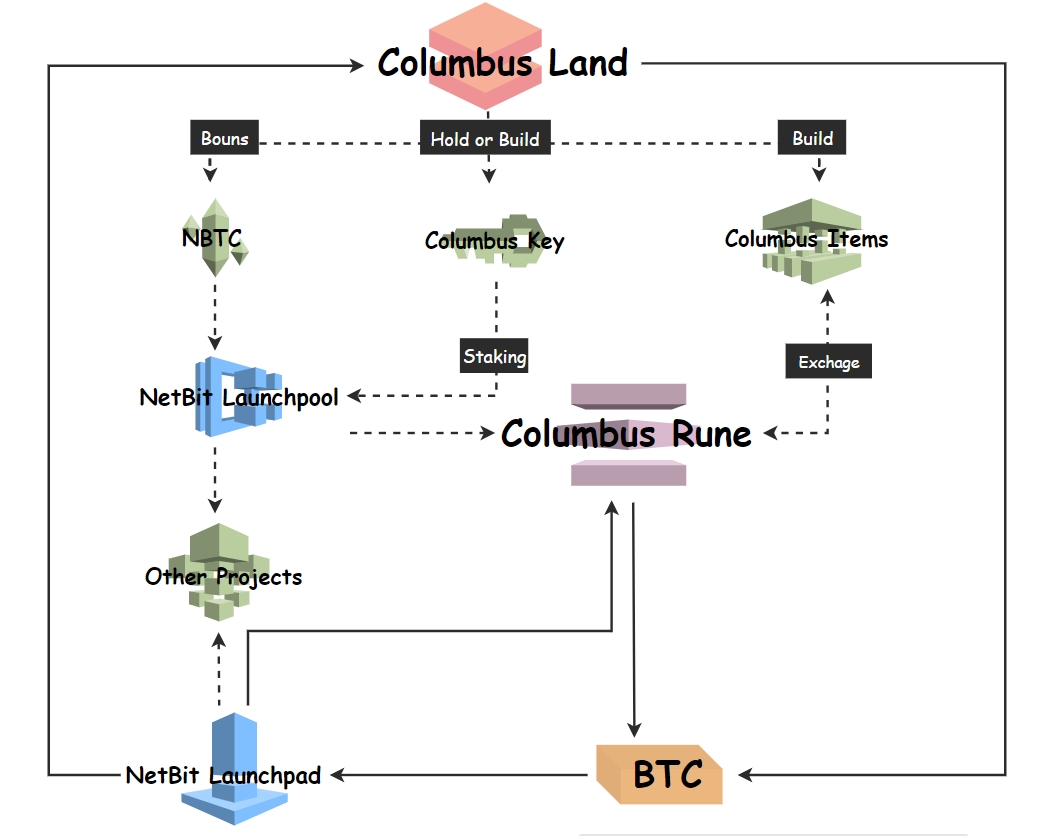 Columbus Land
Bouns
Hold or Build
Build
NBTC
Columbus Key
Columbus Items
Staking
Exchage
NetBit Launchpool
Columbus Rune
Other Projects
NetBit Launchpad
BTC